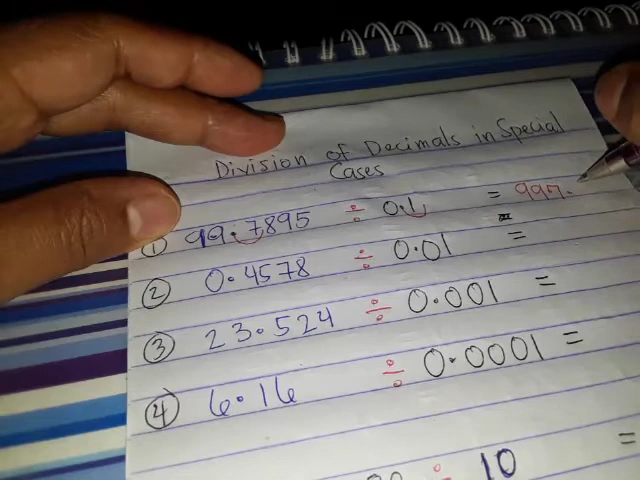 Division of Decimals in Special
Cases
① 99.7895 ÷ 0.1 = 997.
② 0.4578 ÷ 0.01 =
③ 23.524 ÷ 0.001 =
④ 6.16 ÷ 0.0001 =
÷ 10 =